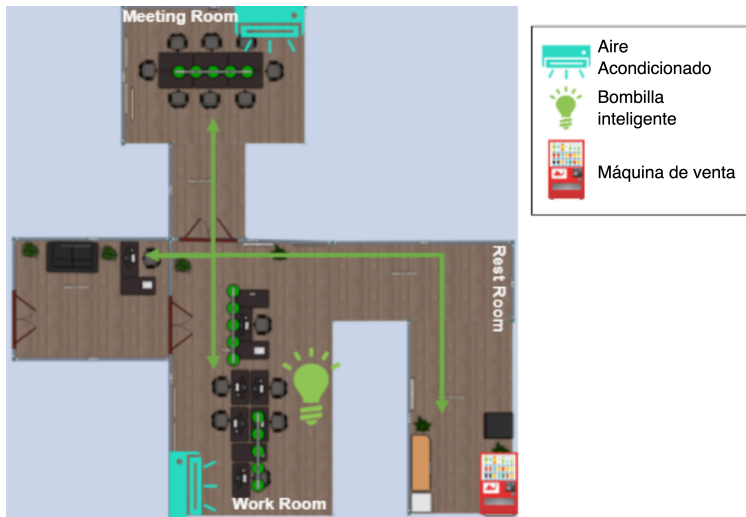 Meeting Room
Aire
Acondicionado
Bombilla
inteligente
Máquina de venta
Rest Room
Work Room